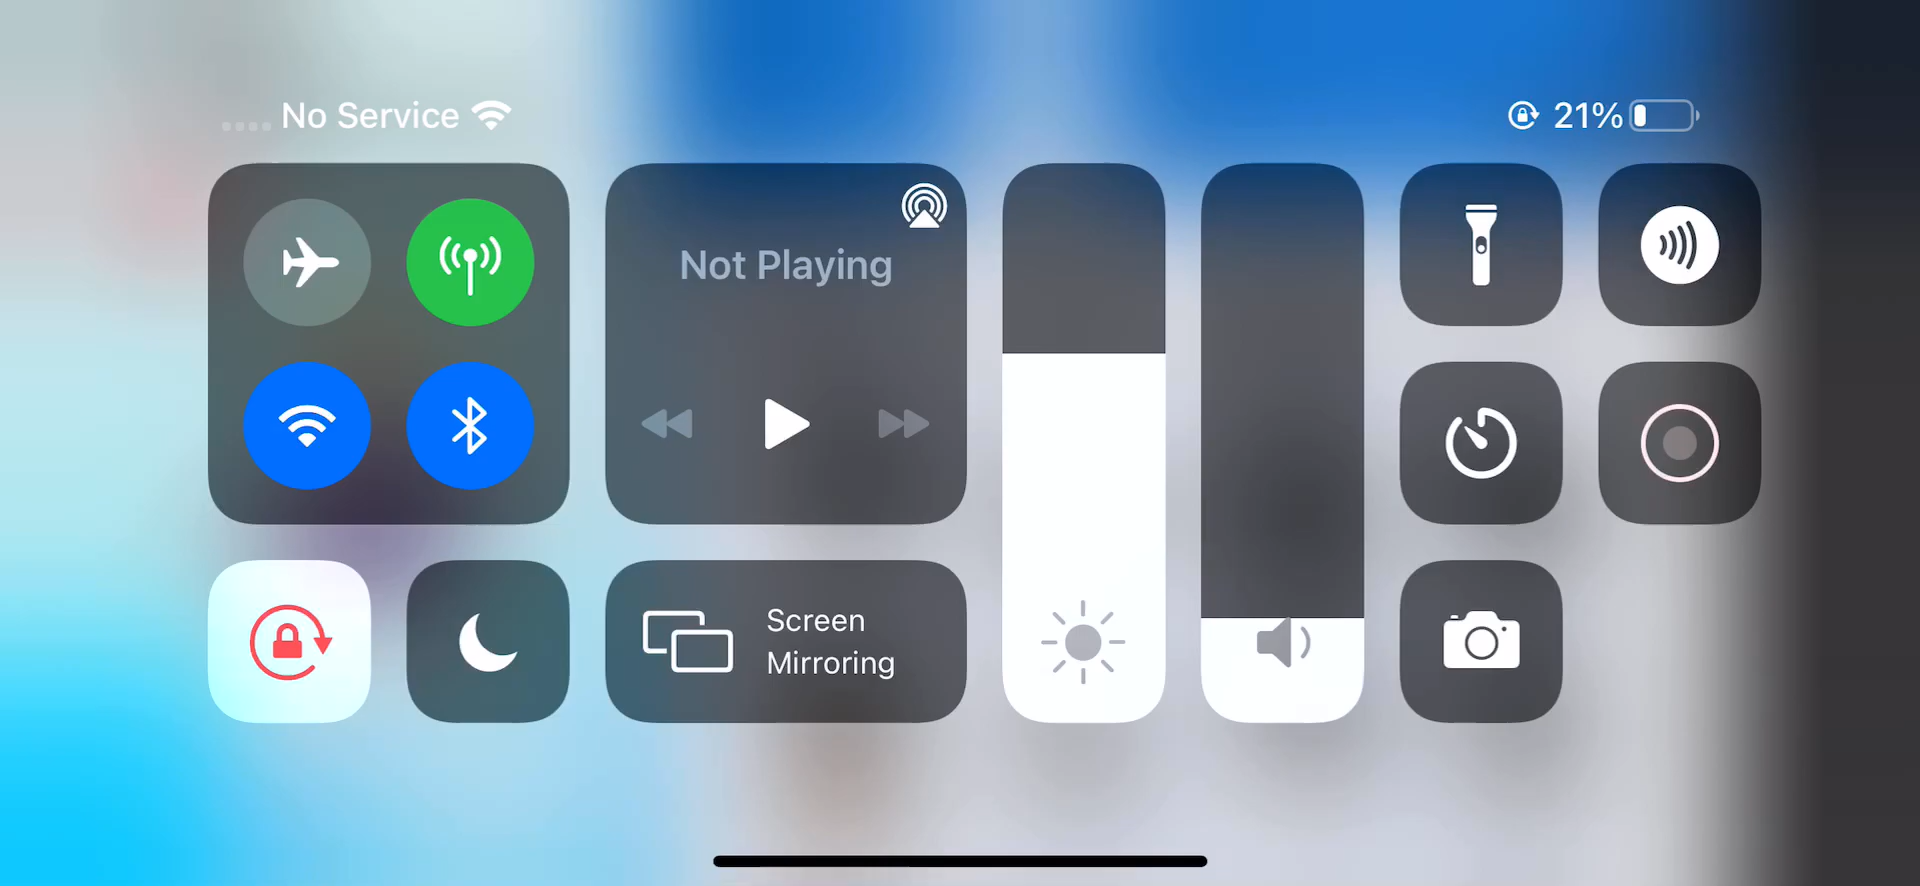 No Service
21%
Not Playing
Screen
Mirroring